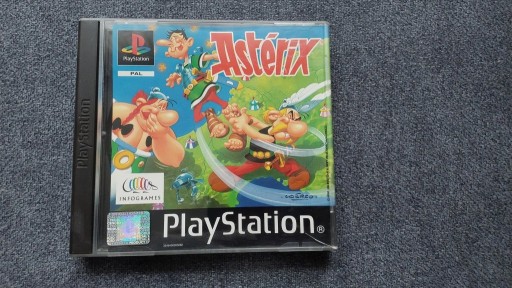 PlayStation
PAL
Astérix
PlayStation
INFOGRAMES
PlayStation